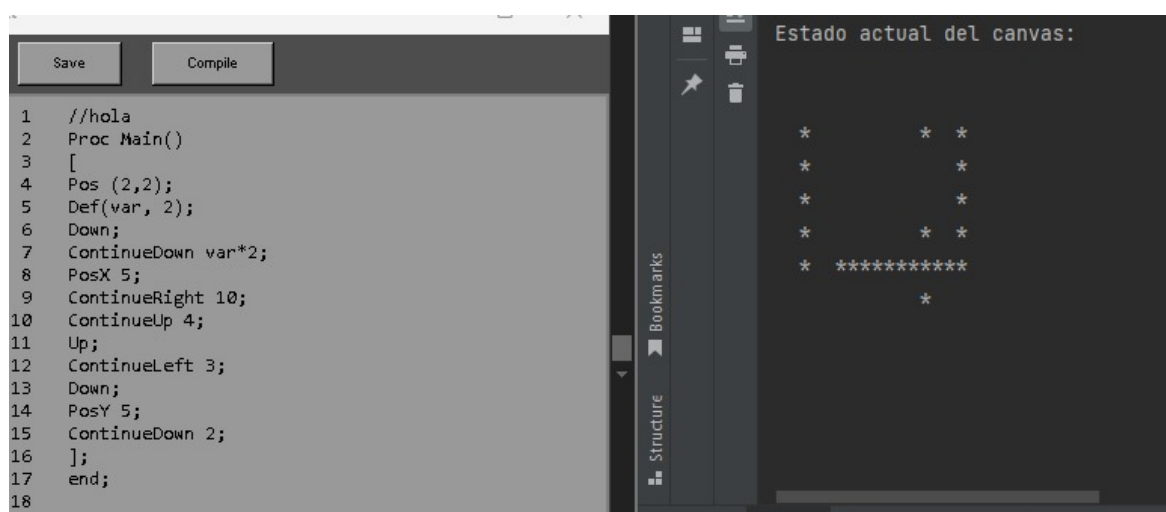 Save Compile
1 //hola
2 Proc Main()
3 [
4 Pos (2,2);
5 Def(var, 2);
6 Down;
7 ContinueDown var*2;
8 PosX 5;
9 ContinueRight 10;
10 ContinueUp 4;
11 Up;
12 ContinueLeft 3;
13 Down;
14 PosY 5;
15 ContinueDown 2;
16 ];
17 end;
18
Bookmarks
Structure
Estado actual del canvas:
*         *  *
*            *
*            *
*         *  *
*  ***********
          *